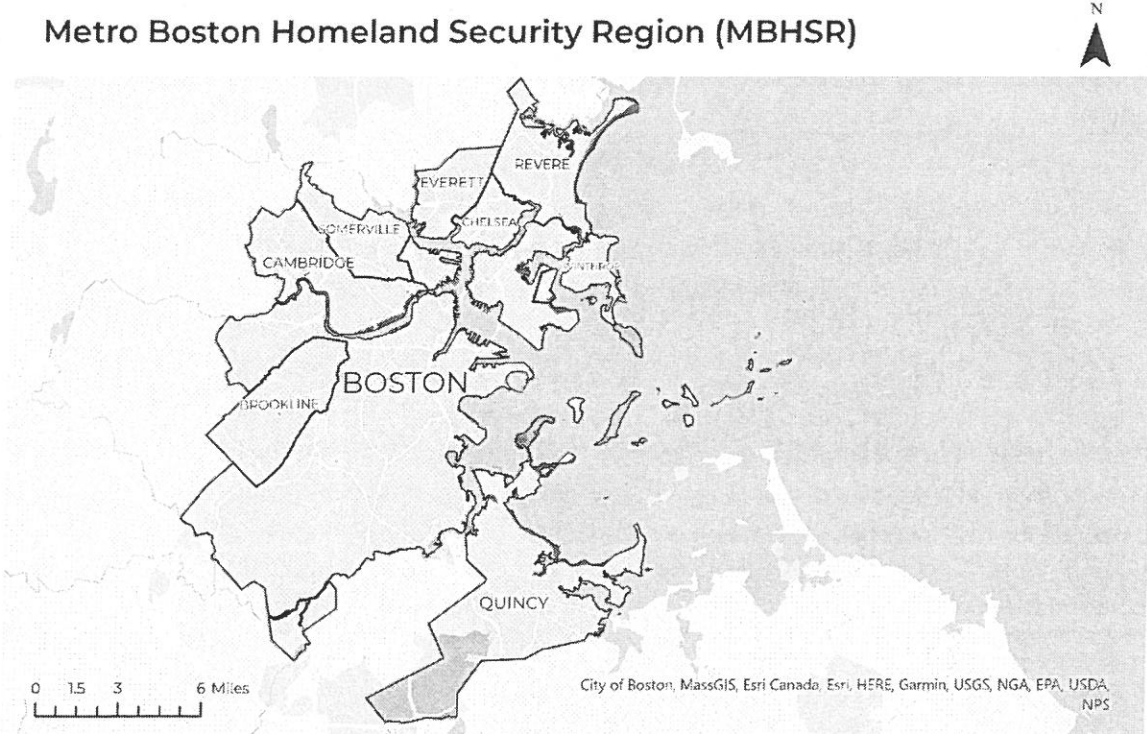 Metro Boston Homeland Security Region (MBHSR)
N
REVERE
EVERETT
CHELSEA
SOMERVILLE
CAMBRIDGE
WINTHROP
BOSTON
BROOKLINE
QUINCY
0 1.5 3 6 Miles
City of Boston, MassGIS, Esri Canada, Esri, HERE, Garmin, USGS, NGA, EPA, USDA,
NPS